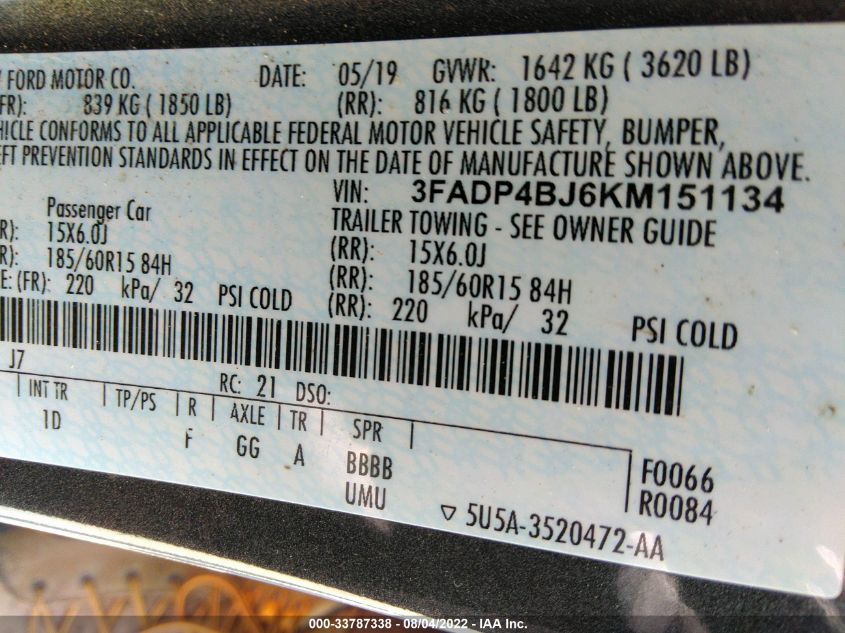 Y FORD MOTOR CO. DATE: 05/19 GVWR: 1642 KG ( 3620 LB)
FR): 839 KG ( 1850 LB) (RR): 816 KG ( 1800 LB)
HICLE CONFORMS TO ALL APPLICABLE FEDERAL MOTOR VEHICLE SAFETY, BUMPER,
EFT PREVENTION STANDARDS IN EFFECT ON THE DATE OF MANUFACTURE SHOWN ABOVE.
VIN: 3FADP4BJ6KM151134
Passenger Car TRAILER TOWING - SEE OWNER GUIDE
R): 15X6.0J (RR): 15X6.0J
R): 185/60R15 84H (RR): 185/60R15 84H
E: (FR): 220 kPa/ 32 PSI COLD (RR): 220 kPa/ 32 PSI COLD
J7 RC: 21 DSO:
INT TR TP/PS R AXLE TR SPR
1D F GG A BBBB F0066
UMU R0084
5U5A-3520472-AA
000-33787338 - 08/04/2022 - IAA Inc.